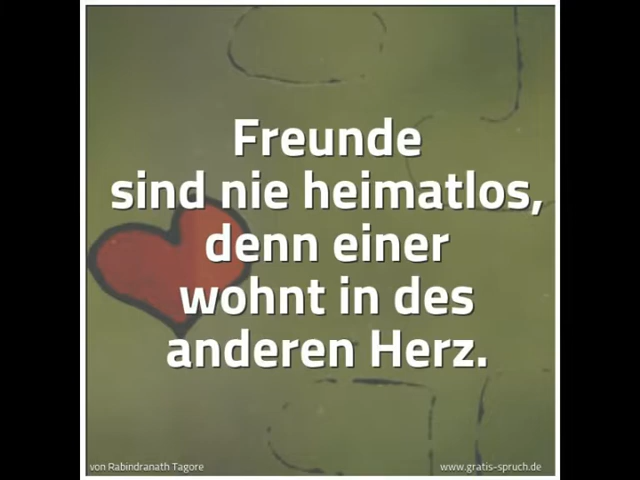 Freunde
sind nie heimatlos,
denn einer
wohnt in des
anderen Herz.
von Rabindranath Tagore
www.gratis-spruch.de